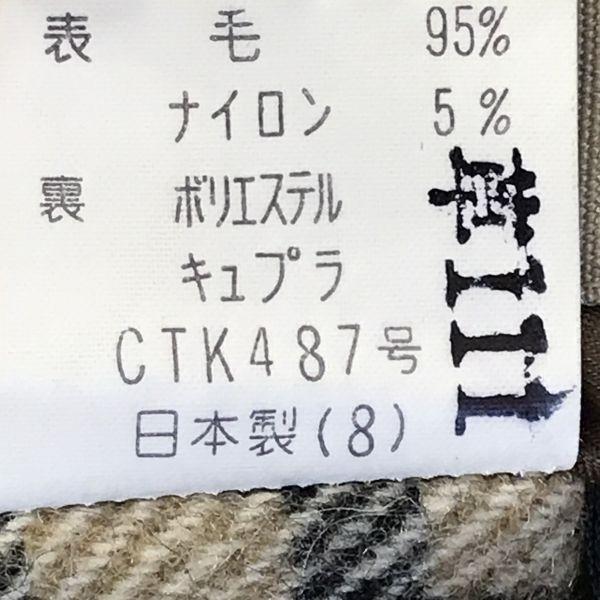 表 毛 95%
ナイロン 5%
裏 ポリエステル
キュプラ
CTK487号
日本製(8)
111